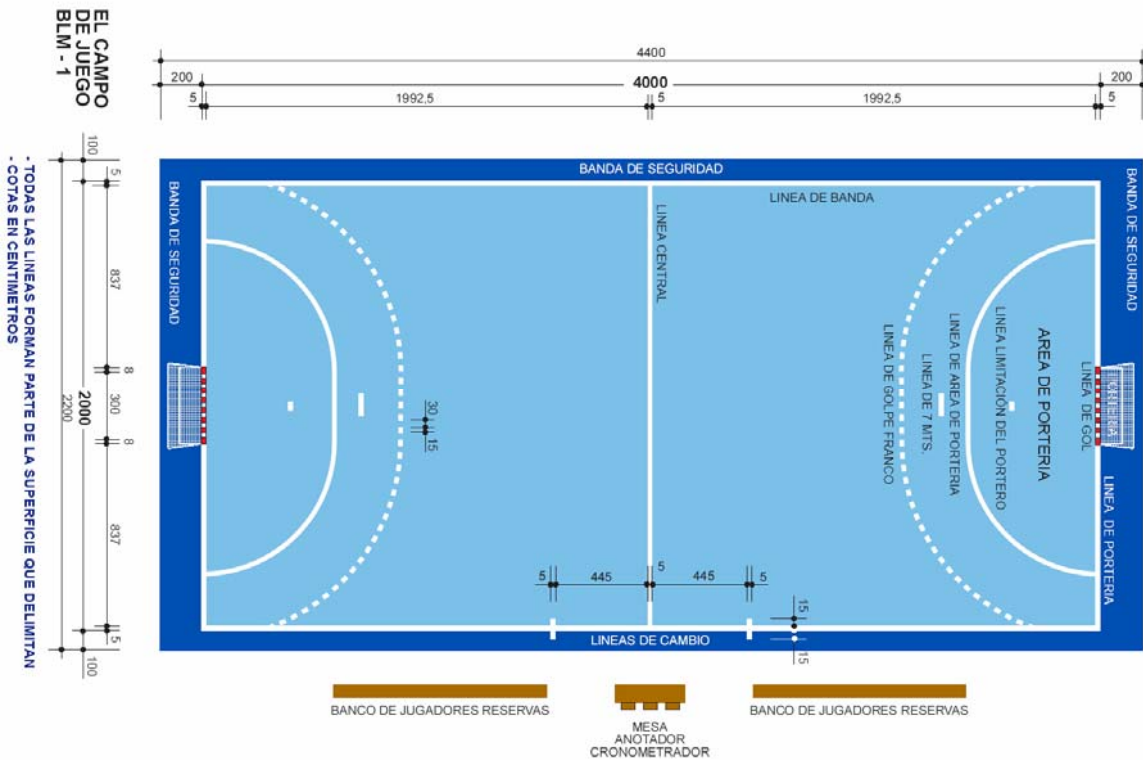 EL CAMPO
DE JUEGO
BLM - 1
- TODAS LAS LINEAS FORMAN PARTE DE LA SUPERFICIE QUE DELIMITAN
- COTAS EN CENTIMETROS
4400
200
4000
200
5
1992,5
5
1992,5
5
100
5
837
8
300
8
837
5
100
2000
2200
BANDA DE SEGURIDAD
BANDA DE SEGURIDAD
BANDA DE SEGURIDAD
LINEA DE BANDA
LINEA CENTRAL
LINEA DE GOLPE FRANCO
LINEA DE 7 MTS.
LINEA DE AREA DE PORTERIA
LINEA LIMITACIÓN DEL PORTERO
AREA DE PORTERIA
LINEA DE GOL
LINEA DE PORTERIA
30
15
5
445
5
445
5
15
15
LINEAS DE CAMBIO
BANCO DE JUGADORES RESERVAS
MESA
ANOTADOR
CRONOMETRADOR
BANCO DE JUGADORES RESERVAS